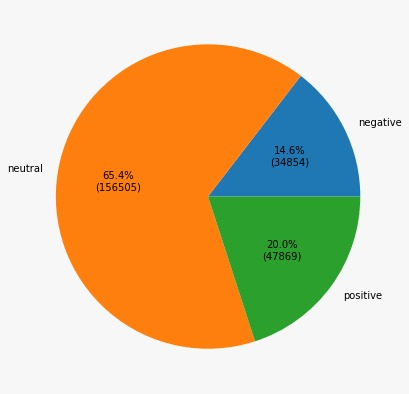 negative
14.6%
(34854)
neutral
65.4%
(156505)
20.0%
(47869)
positive